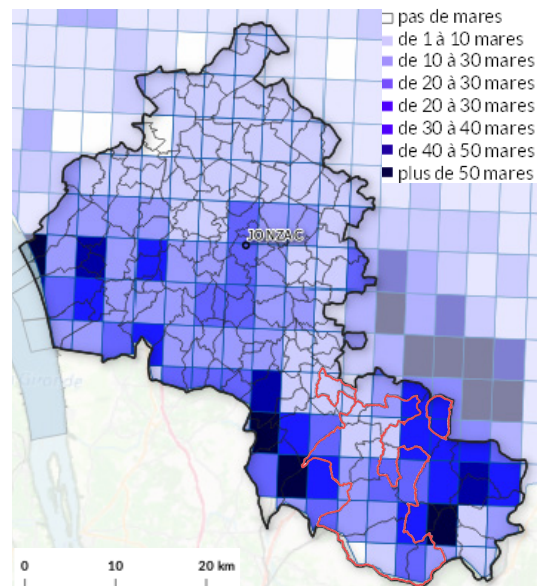 pas de mares
de 1 à 10 mares
de 10 à 30 mares
de 20 à 30 mares
de 20 à 30 mares
de 30 à 40 mares
de 40 à 50 mares
plus de 50 mares
JONZAC
Gironde
0 10 20 km